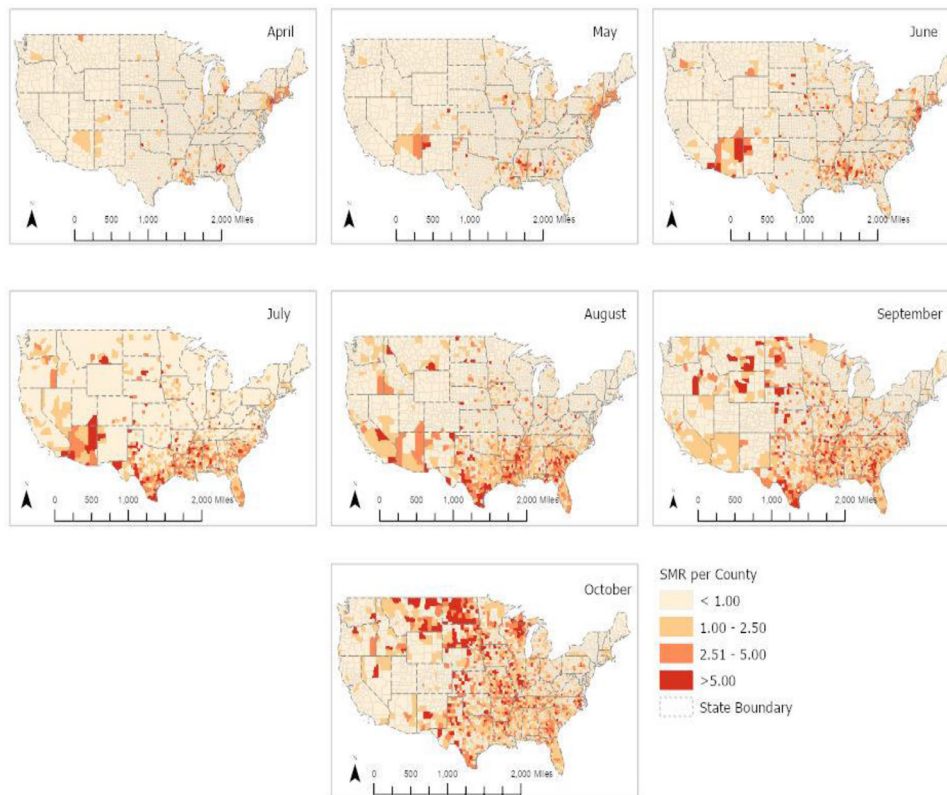 April
N
0 500 1,000 2,000 Miles
May
N
0 500 1,000 2,000 Miles
June
N
0 500 1,000 2,000 Miles
July
N
0 500 1,000 2,000 Miles
August
N
0 500 1,000 2,000 Miles
September
N
0 500 1,000 2,000 Miles
October
N
0 500 1,000 2,000 Miles
SMR per County
< 1.00
1.00 - 2.50
2.51 - 5.00
>5.00
State Boundary